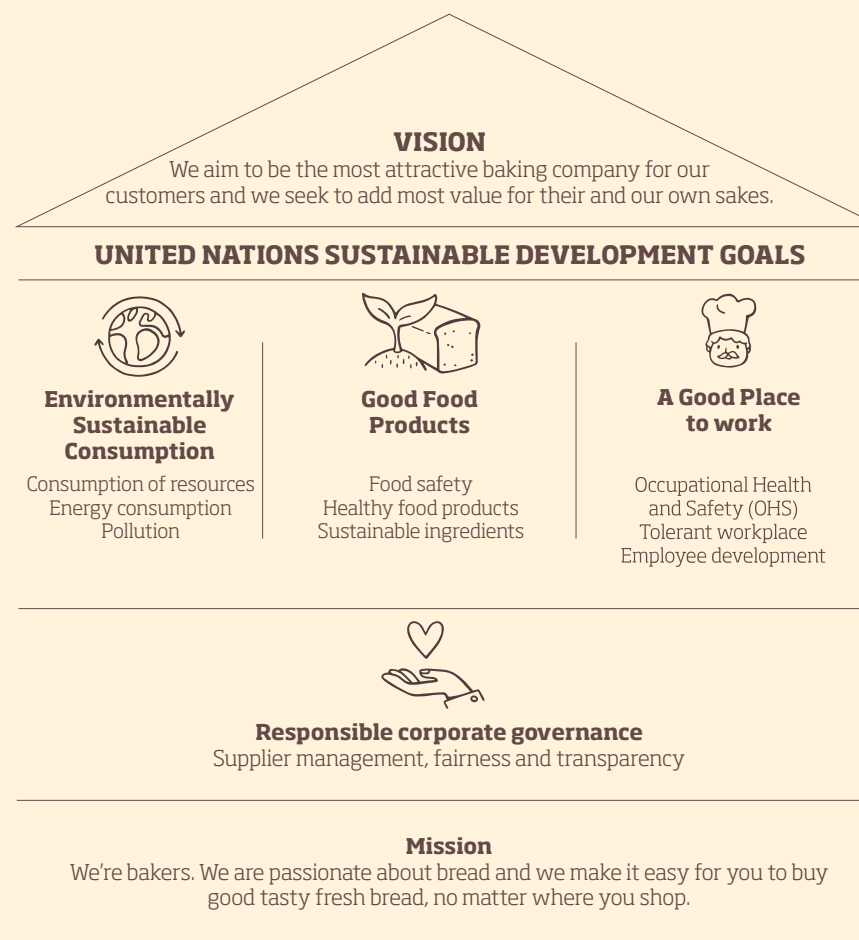 VISION
We aim to be the most attractive baking company for our
customers and we seek to add most value for their and our own sakes.
UNITED NATIONS SUSTAINABLE DEVELOPMENT GOALS
Environmentally
Sustainable
Consumption
Consumption of resources
Energy consumption
Pollution
Good Food
Products
Food safety
Healthy food products
Sustainable ingredients
A Good Place
to work
Occupational Health
and Safety (OHS)
Tolerant workplace
Employee development
Responsible corporate governance
Supplier management, fairness and transparency
Mission
We're bakers. We are passionate about bread and we make it easy for you to buy
good tasty fresh bread, no matter where you shop.